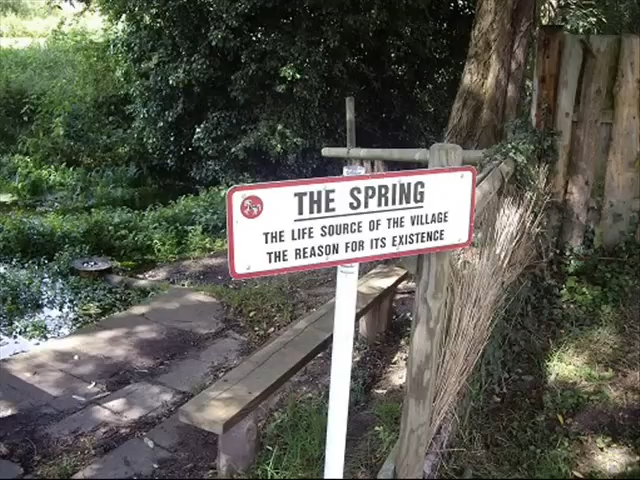 THE SPRING
THE LIFE SOURCE OF THE VILLAGE
THE REASON FOR ITS EXISTENCE